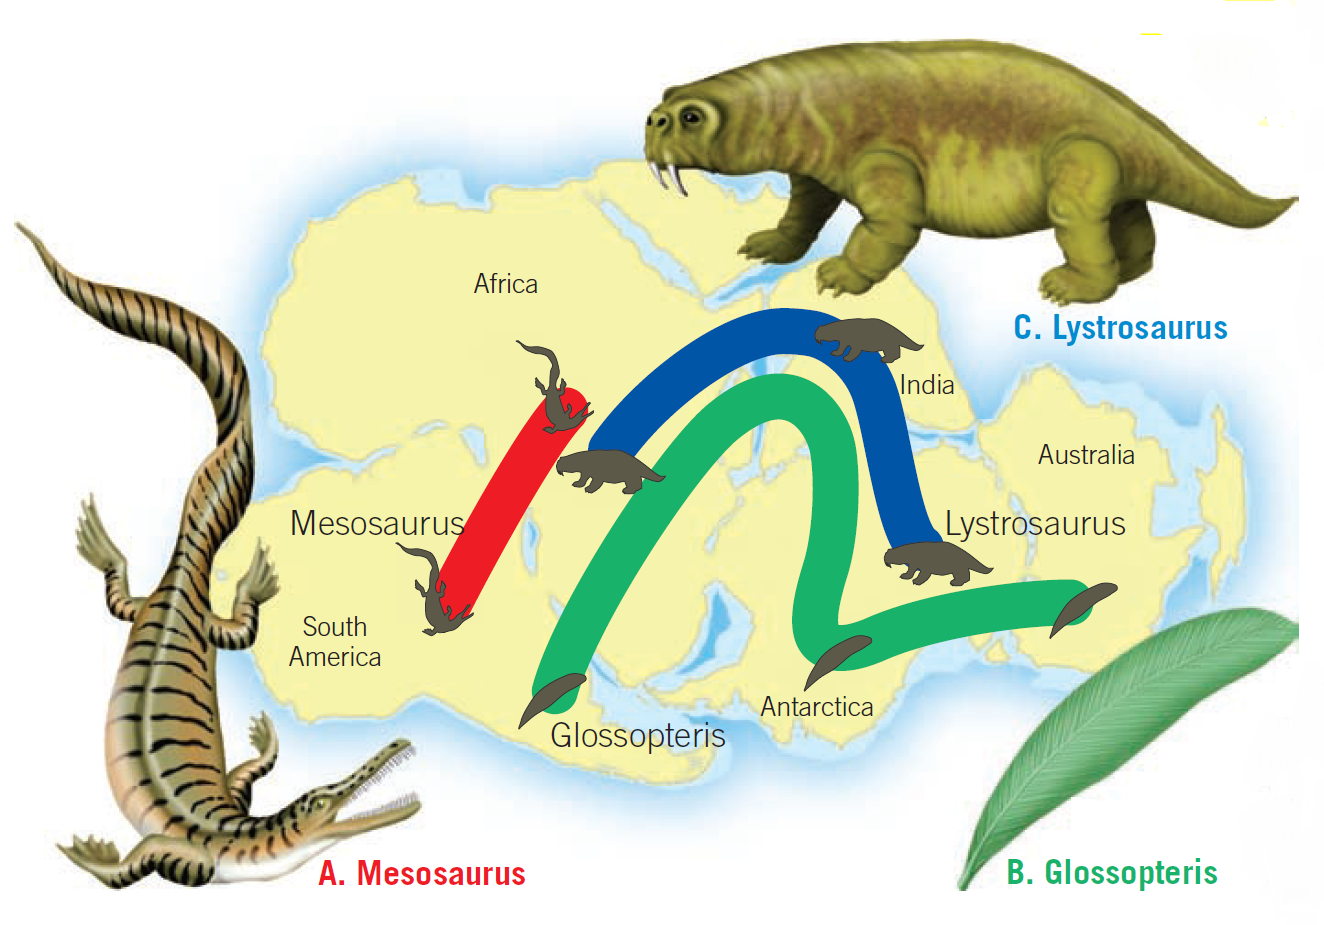 Africa
C. Lystrosaurus
India
Australia
Mesosaurus
Lystrosaurus
South
America
Antarctica
Glossopteris
A. Mesosaurus
B. Glossopteris